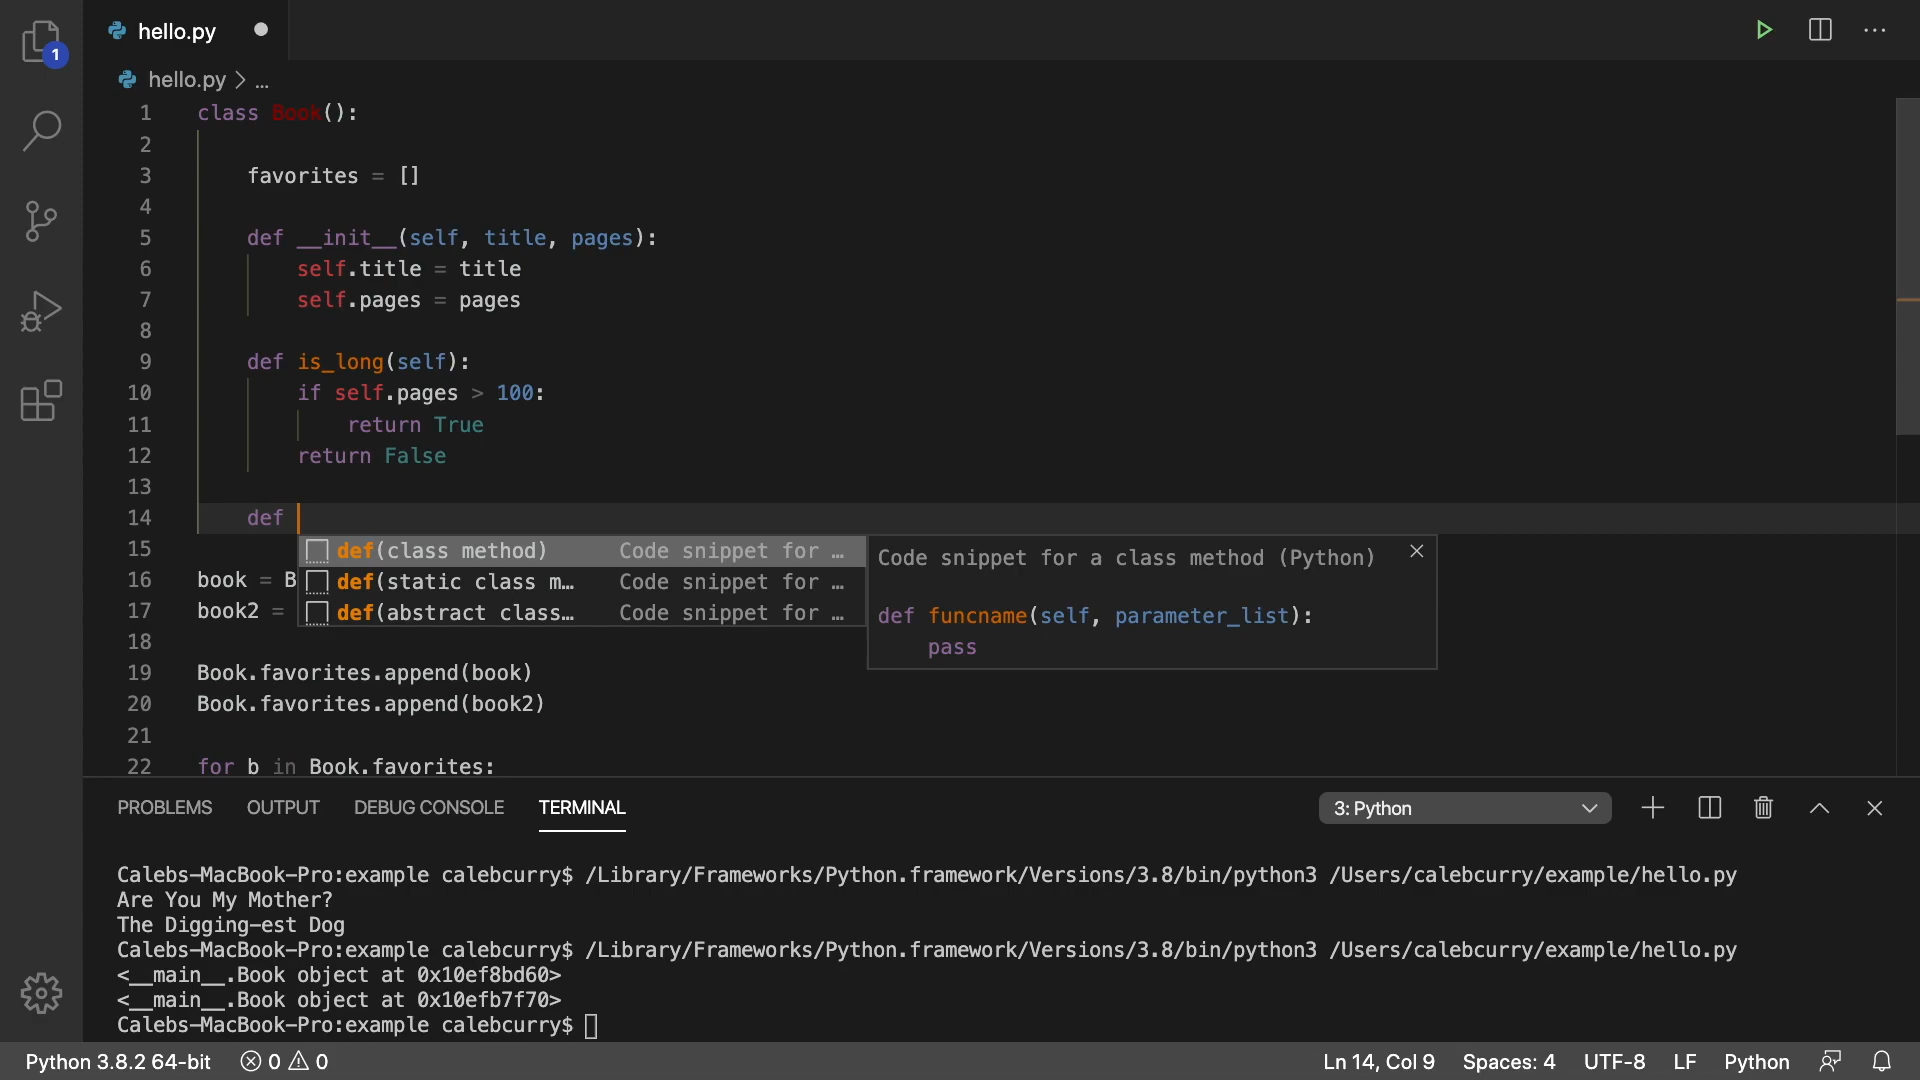 1
hello.py
hello.py > ...
1 class Book():
2
3 favorites = []
4
5 def __init__(self, title, pages):
6 self.title = title
7 self.pages = pages
8
9 def is_long(self):
10 if self.pages > 100:
11 return True
12 return False
13
14 def
15 def(class method) Code snippet for …
16 book = B def(static class m… Code snippet for …
17 book2 = def(abstract class… Code snippet for …
Code snippet for a class method (Python)
def funcname(self, parameter_list):
pass
18
19 Book.favorites.append(book)
20 Book.favorites.append(book2)
21
22 for b in Book.favorites:
PROBLEMS OUTPUT DEBUG CONSOLE TERMINAL 3: Python
Calebs-MacBook-Pro:example calebcurry$ /Library/Frameworks/Python.framework/Versions/3.8/bin/python3 /Users/calebcurry/example/hello.py
Are You My Mother?
The Digging-est Dog
Calebs-MacBook-Pro:example calebcurry$ /Library/Frameworks/Python.framework/Versions/3.8/bin/python3 /Users/calebcurry/example/hello.py
<__main__.Book object at 0x10ef8bd60>
<__main__.Book object at 0x10efb7f70>
Calebs-MacBook-Pro:example calebcurry$
Python 3.8.2 64-bit 0 0 Ln 14, Col 9 Spaces: 4 UTF-8 LF Python